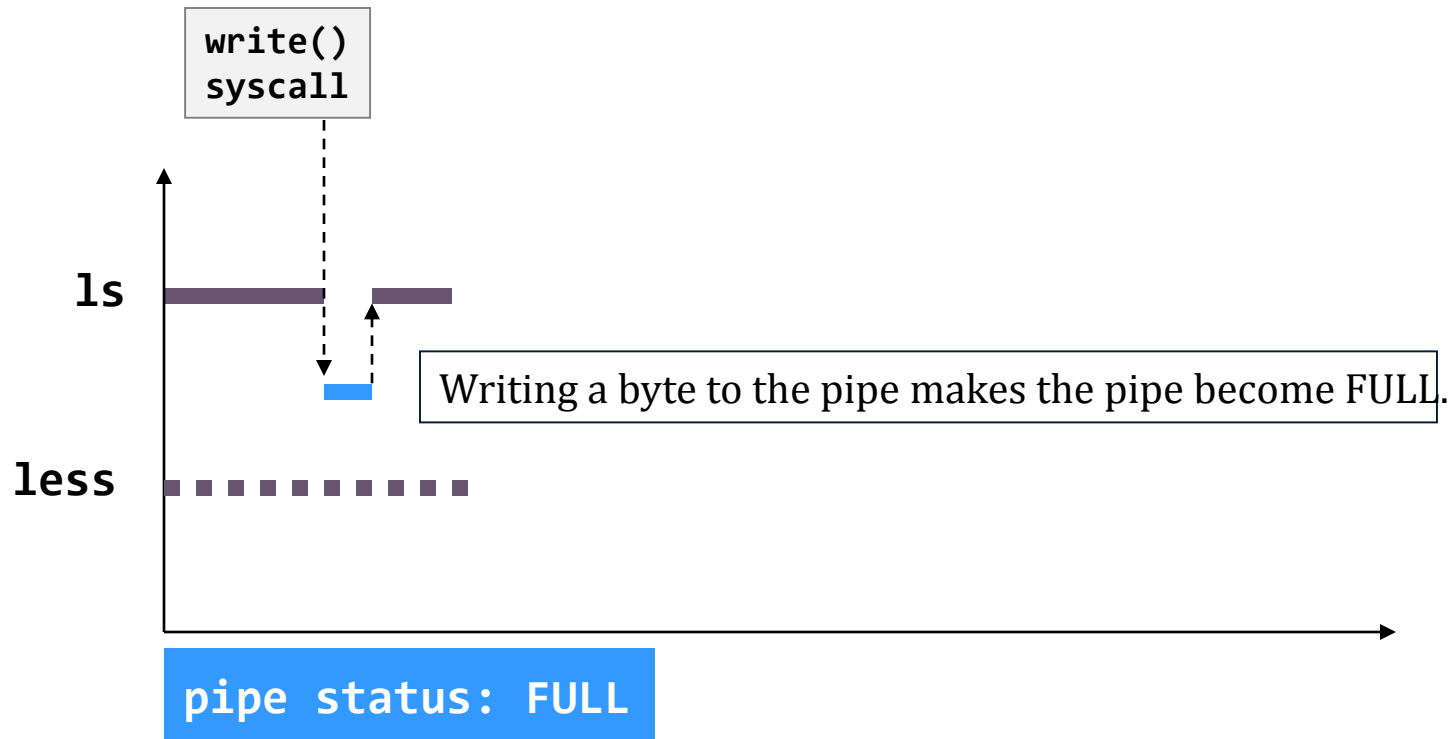 write()
syscall
ls
Writing a byte to the pipe makes the pipe become FULL.
less
pipe status: FULL